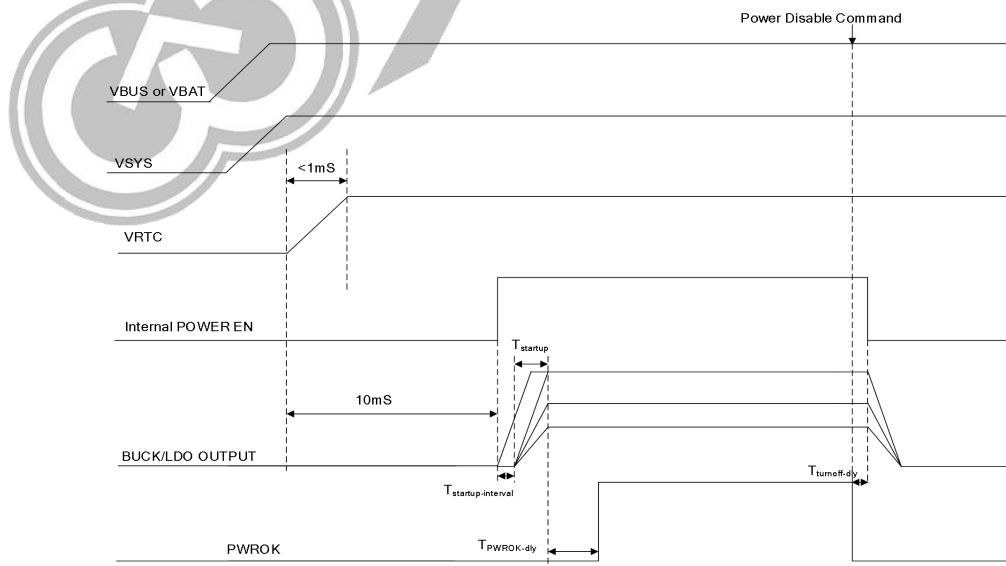 Power Disable Command
VBUS or VBAT
VSYS
<1mS
VRTC
Internal POWER EN
Tstartup
10mS
BUCK/LDO OUTPUT
Tstartup-interval
Tturnoff-dly
TPWROK-dly
PWROK